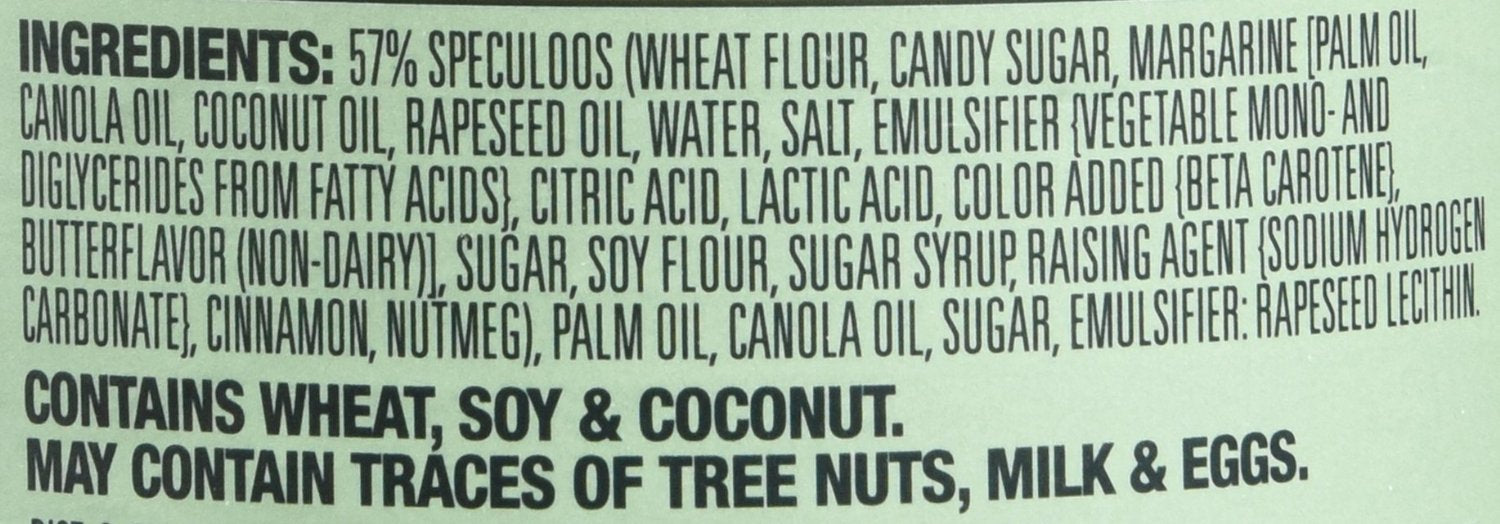 INGREDIENTS: 57% SPECULOOS (WHEAT FLOUR, CANDY SUGAR, MARGARINE [PALM OIL,
CANOLA OIL, COCONUT OIL, RAPESEED OIL, WATER, SALT, EMULSIFIER {VEGETABLE MONO- AND
DIGLYCERIDES FROM FATTY ACIDS}, CITRIC ACID, LACTIC ACID, COLOR ADDED {BETA CAROTENE},
BUTTERFLAVOR (NON-DAIRY)], SUGAR, SOY FLOUR, SUGAR SYRUP, RAISING AGENT {SODIUM HYDROGEN
CARBONATE}, CINNAMON, NUTMEG), PALM OIL, CANOLA OIL, SUGAR, EMULSIFIER: RAPESEED LECITHIN.
CONTAINS WHEAT, SOY & COCONUT.
MAY CONTAIN TRACES OF TREE NUTS, MILK & EGGS.